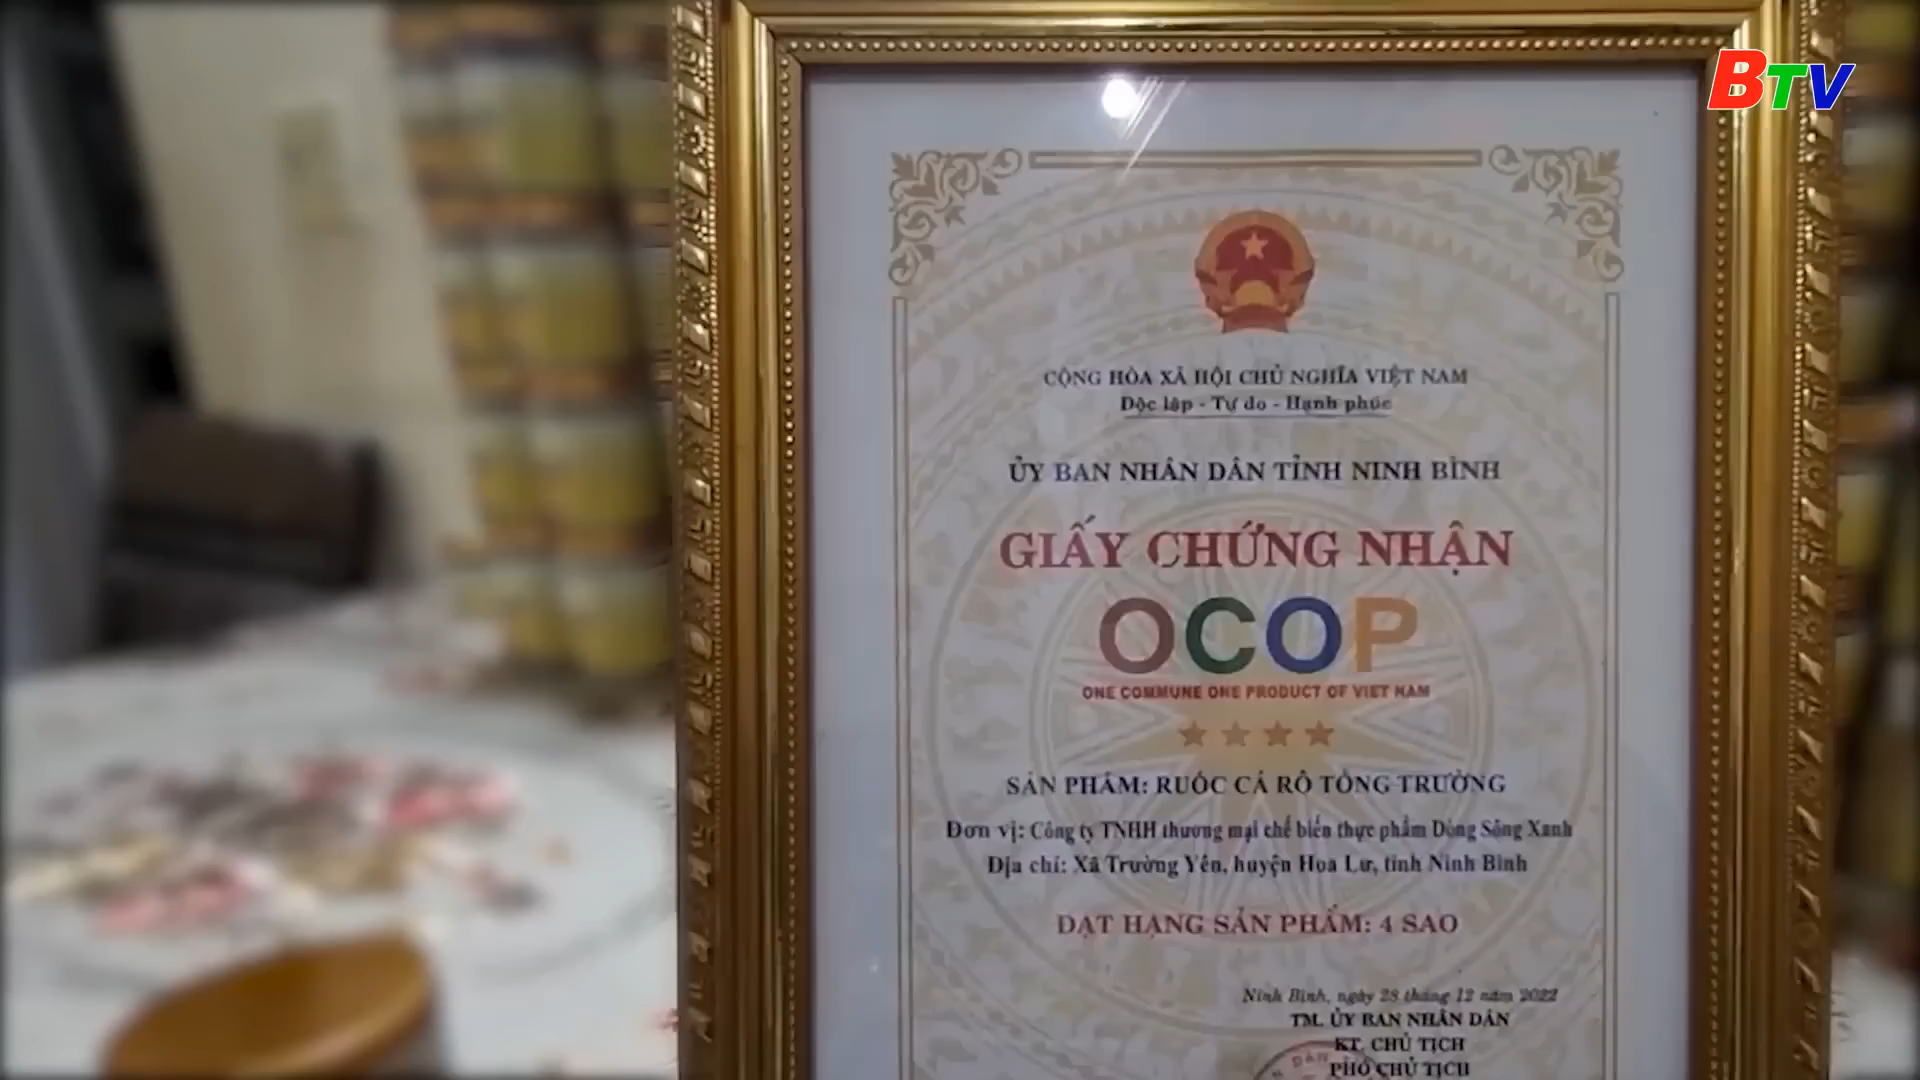 BTV
CỘNG HÒA XÃ HỘI CHỦ NGHĨA VIỆT NAM
Độc lập - Tự do - Hạnh phúc
ỦY BAN NHÂN DÂN TỈNH NINH BÌNH
GIẤY CHỨNG NHẬN
OCOP
ONE COMMUNE ONE PRODUCT OF VIET NAM
SẢN PHẨM: RUỐC CÁ RÔ TỔNG TRƯỜNG
Đơn vị: Công ty TNHH thương mại chế biến thực phẩm Dòng Sông Xanh
Địa chỉ: Xã Trường Yên, huyện Hoa Lư, tỉnh Ninh Bình
ĐẠT HẠNG SẢN PHẨM: 4 SAO
Ninh Bình, ngày 28 tháng 12 năm 2022
TM. ỦY BAN NHÂN DÂN
KT. CHỦ TỊCH
PHÓ CHỦ TỊCH